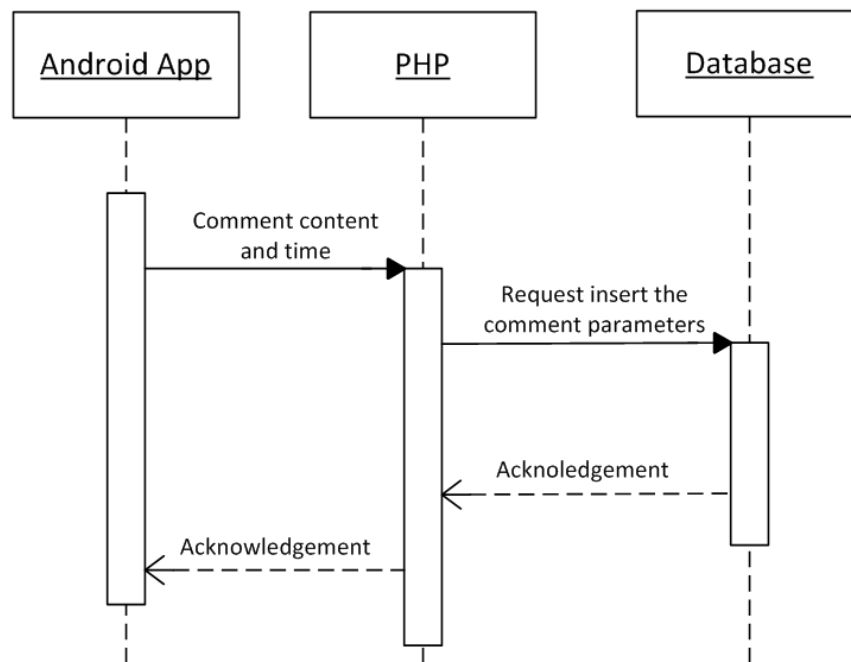 Android App
PHP
Database
Comment content
and time
Request insert the
comment parameters
Acknoledgement
Acknowledgement